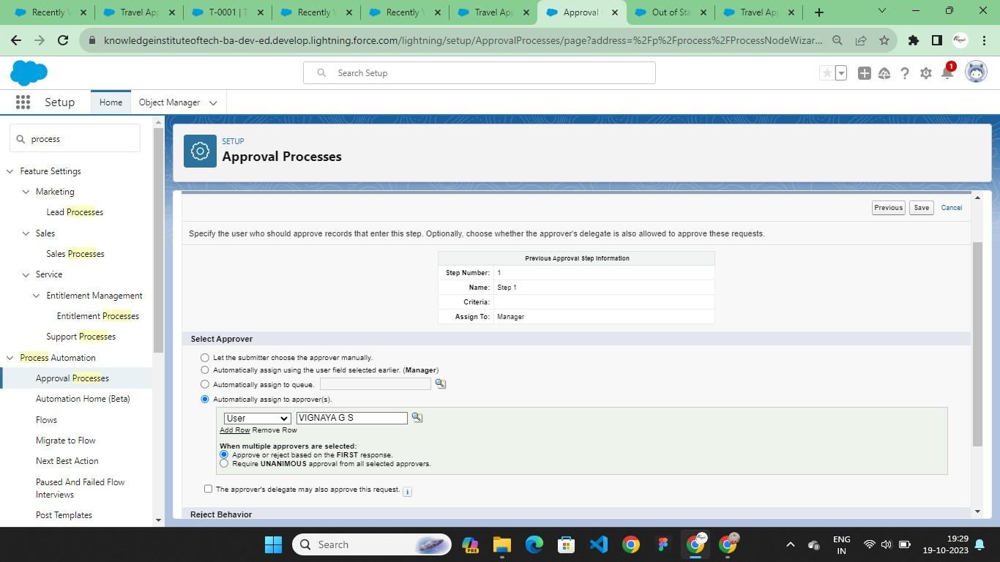 Recently
Travel App
T-0001 | T
Recently
Recently
Travel App
Approval
Out of Sta
Travel App
knowledgeinstituteoftech-ba-dev-ed.develop.lightning.force.com/lightning/setup/ApprovalProcesses/page?address=%2Fp%2Fprocess%2FProcessNodeWizar...
Search Setup
1
Setup
Home
Object Manager
process
Feature Settings
Marketing
Lead Processes
Sales
Sales Processes
Service
Entitlement Management
Entitlement Processes
Support Processes
Process Automation
Approval Processes
Automation Home (Beta)
Flows
Migrate to Flow
Next Best Action
Paused And Failed Flow
Interviews
Post Templates
SETUP
Approval Processes
Previous Save Cancel
Specify the user who should approve records that enter this step. Optionally, choose whether the approver's delegate is also allowed to approve these requests.
Previous Approval Step Information
Step Number: 1
Name: Step 1
Criteria:
Assign To: Manager
Select Approver
Let the submitter choose the approver manually.
Automatically assign using the user field selected earlier. (Manager)
Automatically assign to queue.
Automatically assign to approver(s).
User VIGNAYA G S
Add Row Remove Row
When multiple approvers are selected:
Approve or reject based on the FIRST response.
Require UNANIMOUS approval from all selected approvers.
The approver's delegate may also approve this request. i
Reject Behavior
Search
PRE
ENG
IN
19:29
19-10-2023